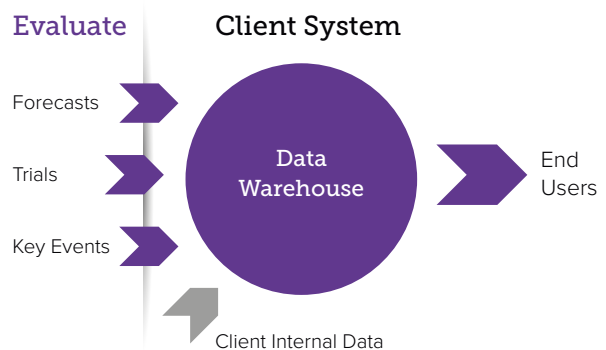 Evaluate
Client System
Forecasts
Trials
Key Events
Data
Warehouse
End
Users
Client Internal Data